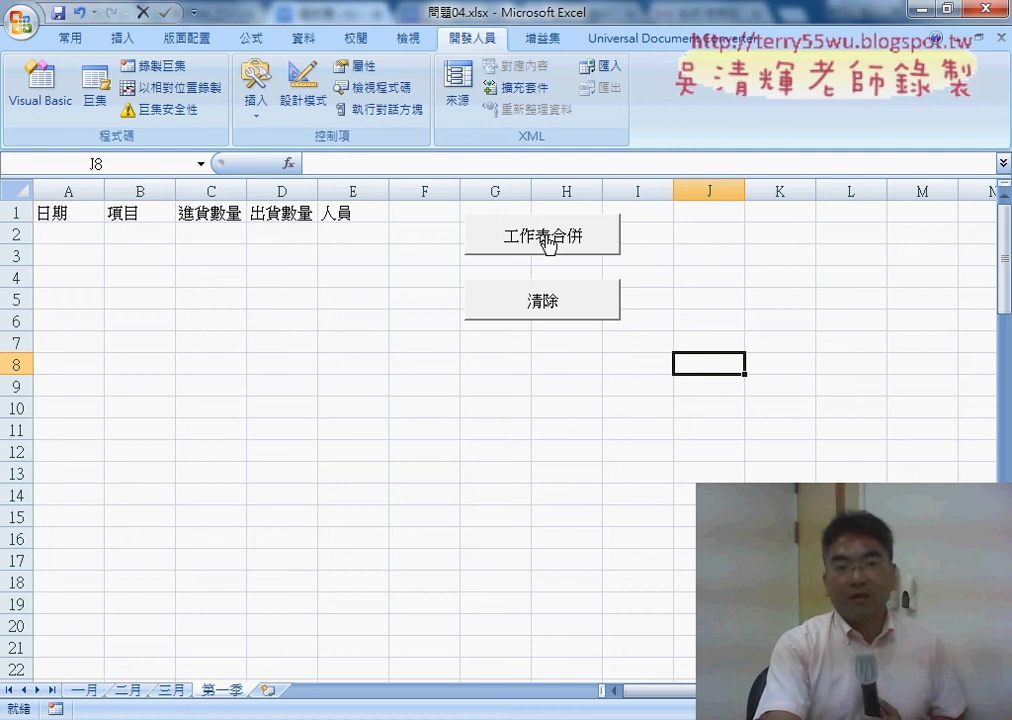 問題04.xlsx - Microsoft Excel
常用 插入 版面配置 公式 資料 校閱 檢視 開發人員 增益集 Universal Document Converter
http://terry55wu.blogspot.tw
吳清輝老師錄製
Visual Basic 巨集 錄製巨集 以相對位置錄製 巨集安全性
插入 設計模式 屬性 檢視程式碼 執行對話方塊
來源 對應內容 擴充套件 重新整理資料 匯入 匯出
程式碼 控制項 XML
J8 fx
A B C D E F G H I J K L M N
1 日期 項目 進貨數量 出貨數量 人員
2
工作表合併
3
4
5
清除
6
7
8
9
10
11
12
13
14
15
16
17
18
19
20
21
22
一月 二月 三月 第一季
就緒